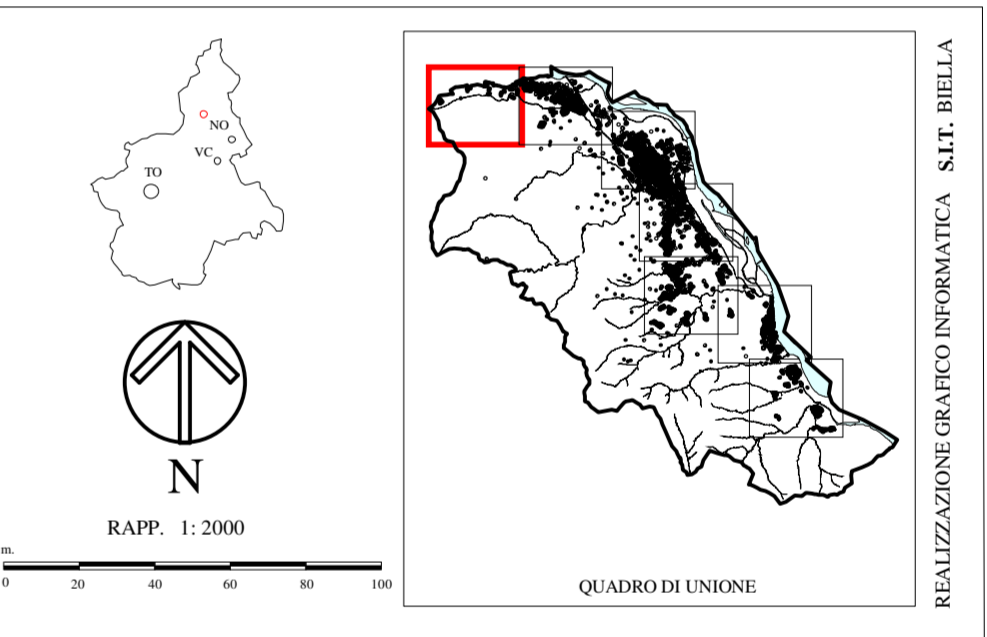 NO
VC
TO
N
RAPP. 1: 2000
m.
0 20 40 60 80 100
QUADRO DI UNIONE
REALIZZAZIONE GRAFICO INFORMATICA S.I.T. BIELLA